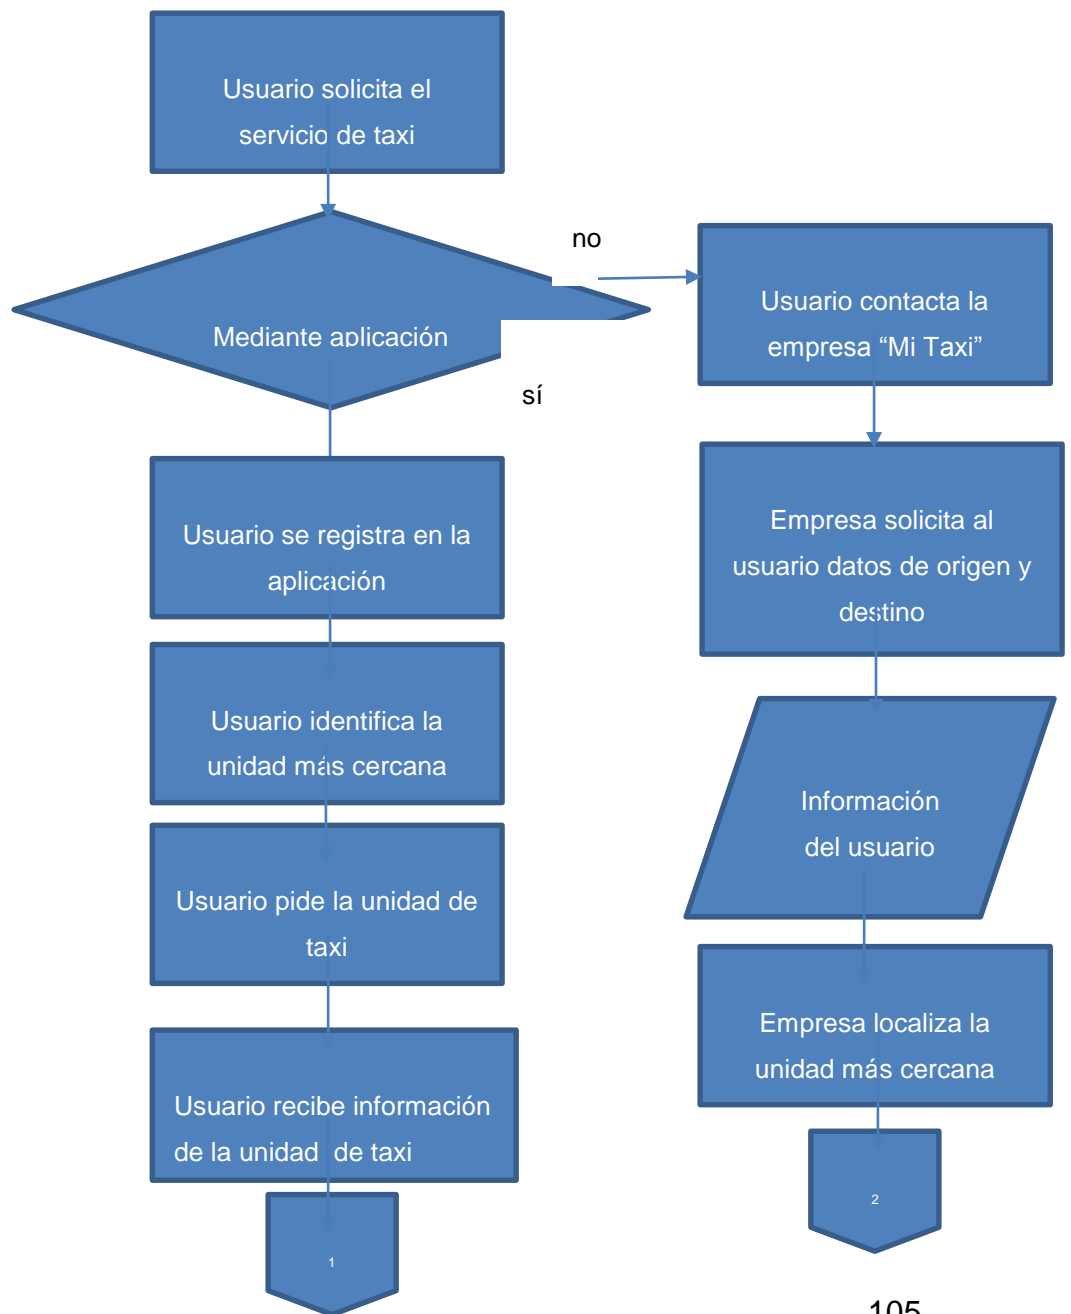 Usuario solicita el
servicio de taxi
no
Mediante aplicación
sí
Usuario contacta la
empresa “Mi Taxi”
Usuario se registra en la
aplicación
Empresa solicita al
usuario datos de origen y
destino
Usuario identifica la
unidad más cercana
Información
del usuario
Usuario pide la unidad de
taxi
Empresa localiza la
unidad más cercana
Usuario recibe información
de la unidad de taxi
2
1
105